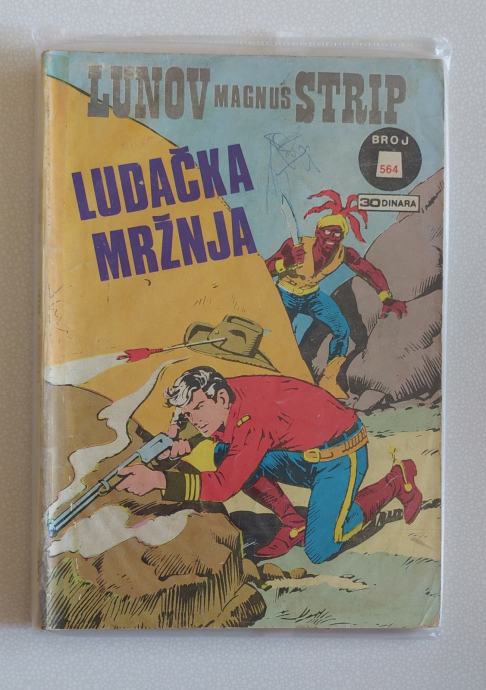 LUNOV MAGNUS STRIP
BROJ
564
30 DINARA
LUDAČKA
MRŽNJA